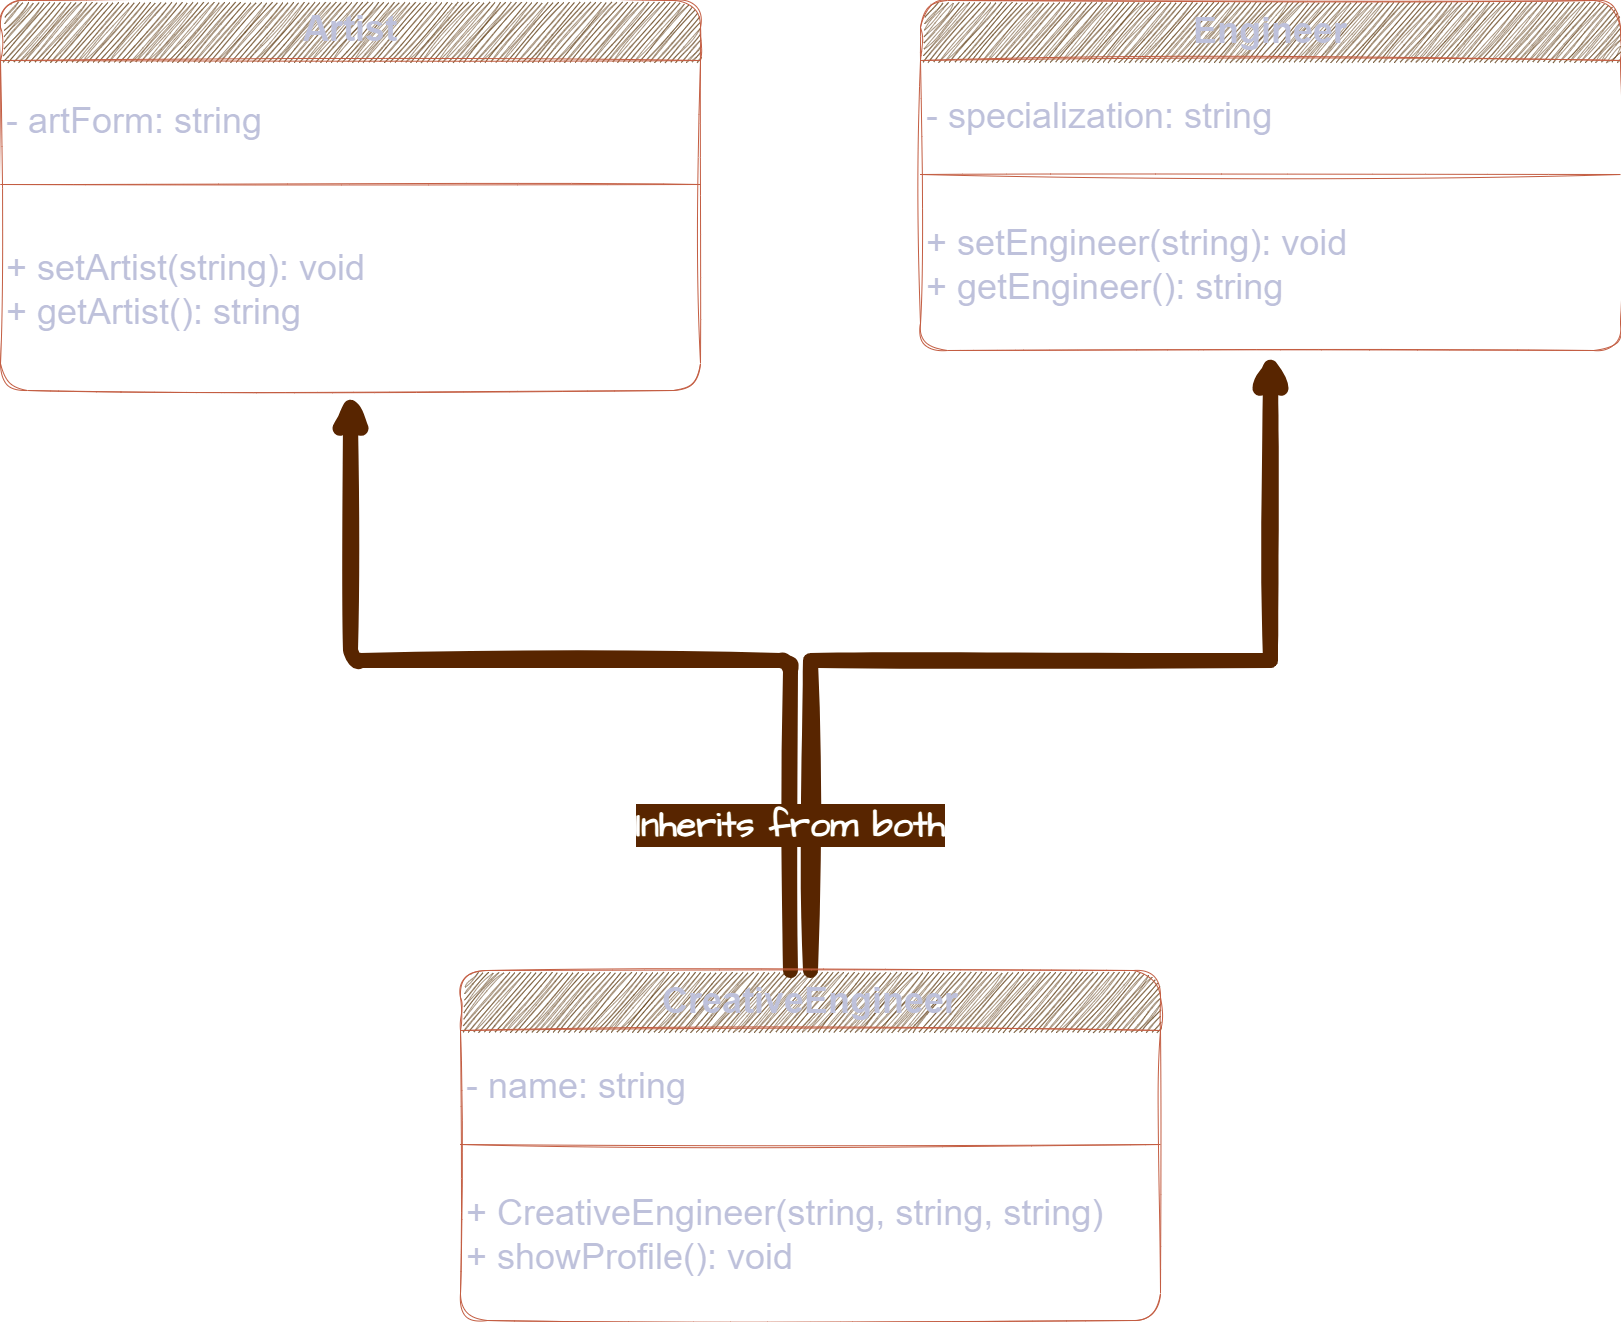 Artist
- artForm: string
+ setArtist(string): void
+ getArtist(): string
Engineer
- specialization: string
+ setEngineer(string): void
+ getEngineer(): string
Inherits from both
CreativeEngineer
- name: string
+ CreativeEngineer(string, string, string)
+ showProfile(): void